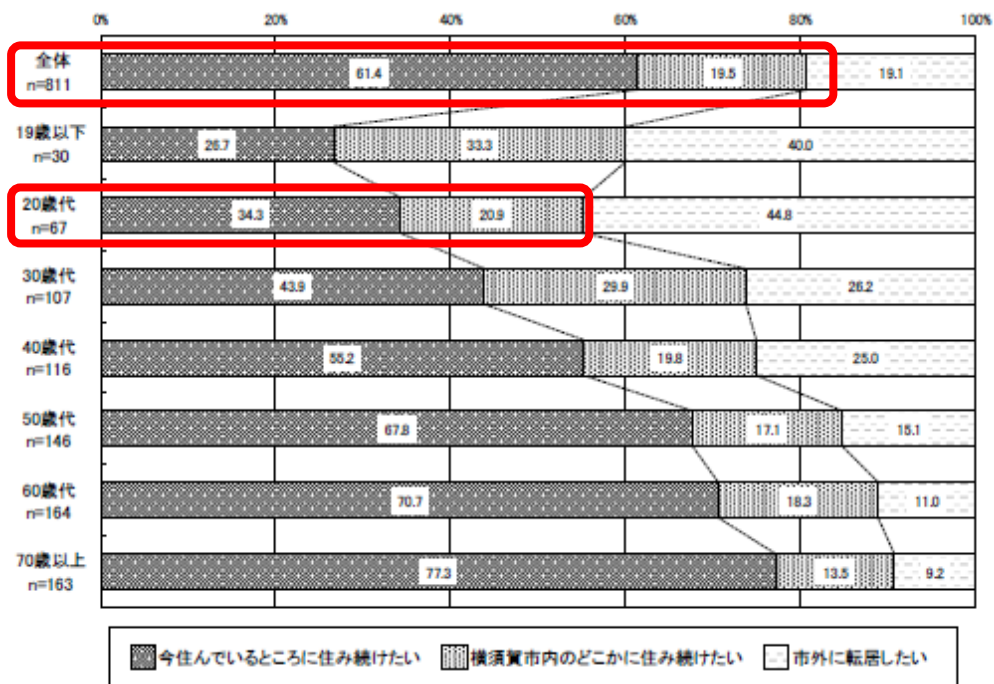 0% 20% 40% 60% 80% 100%
全体
n=811
61.4 19.5 19.1
19歳以下
n=30
26.7 33.3 40.0
20歳代
n=67
34.3 20.9 44.8
30歳代
n=107
43.9 29.9 26.2
40歳代
n=116
55.2 19.8 25.0
50歳代
n=146
67.8 17.1 15.1
60歳代
n=164
70.7 18.3 11.0
70歳以上
n=163
77.3 13.5 9.2
今住んでいるところに住み続けたい 横須賀市内のどこかに住み続けたい 市外に転居したい